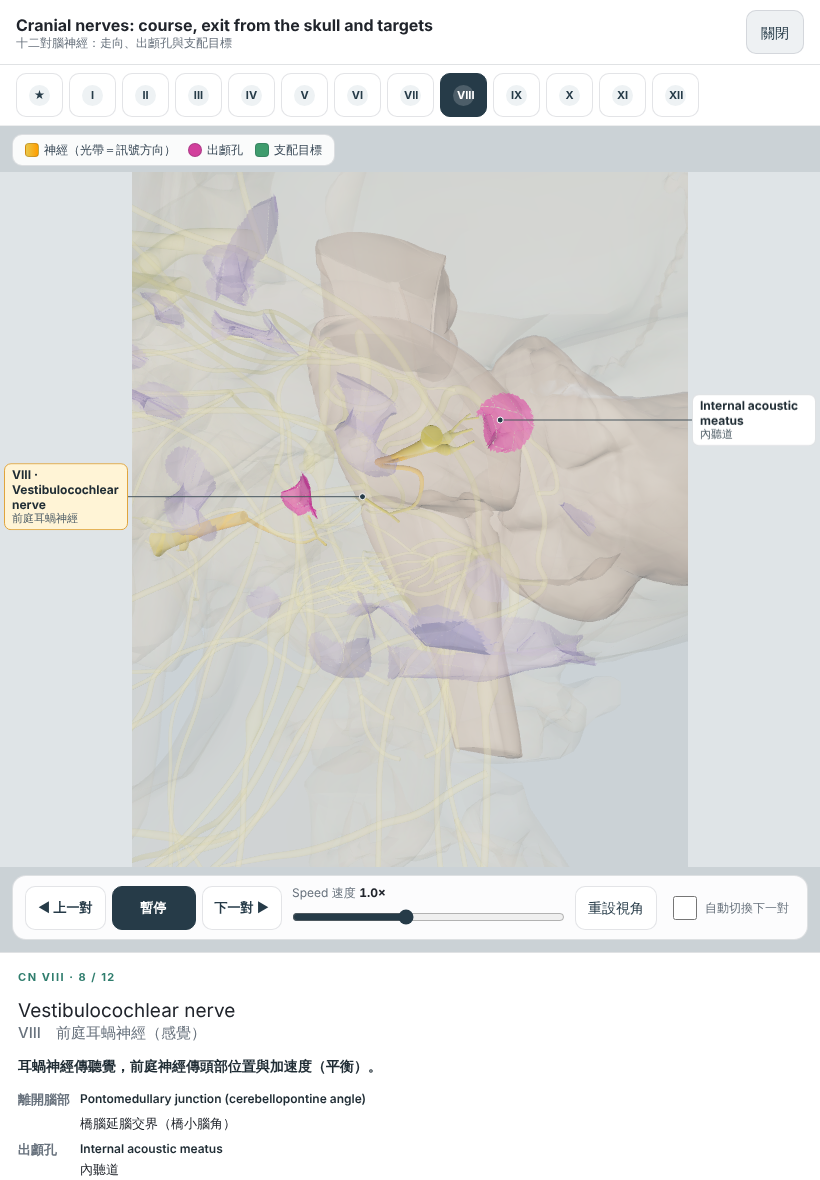 Cranial nerves: course, exit from the skull and targets
十二對腦神經：走向、出顱孔與支配目標
關閉
★ I II III IV V VI VII VIII IX X XI XII
神經（光帶＝訊號方向） 出顱孔 支配目標
Internal acoustic
meatus
內聽道
VIII ·
Vestibulocochlear
nerve
前庭耳蝸神經
◀ 上一對 暫停 下一對 ▶ Speed 速度 1.0× 重設視角 自動切換下一對
CN VIII · 8 / 12
Vestibulocochlear nerve
VIII 前庭耳蝸神經（感覺）
耳蝸神經傳聽覺，前庭神經傳頭部位置與加速度（平衡）。
離開腦部 Pontomedullary junction (cerebellopontine angle)
橋腦延腦交界（橋小腦角）
出顱孔 Internal acoustic meatus
內聽道